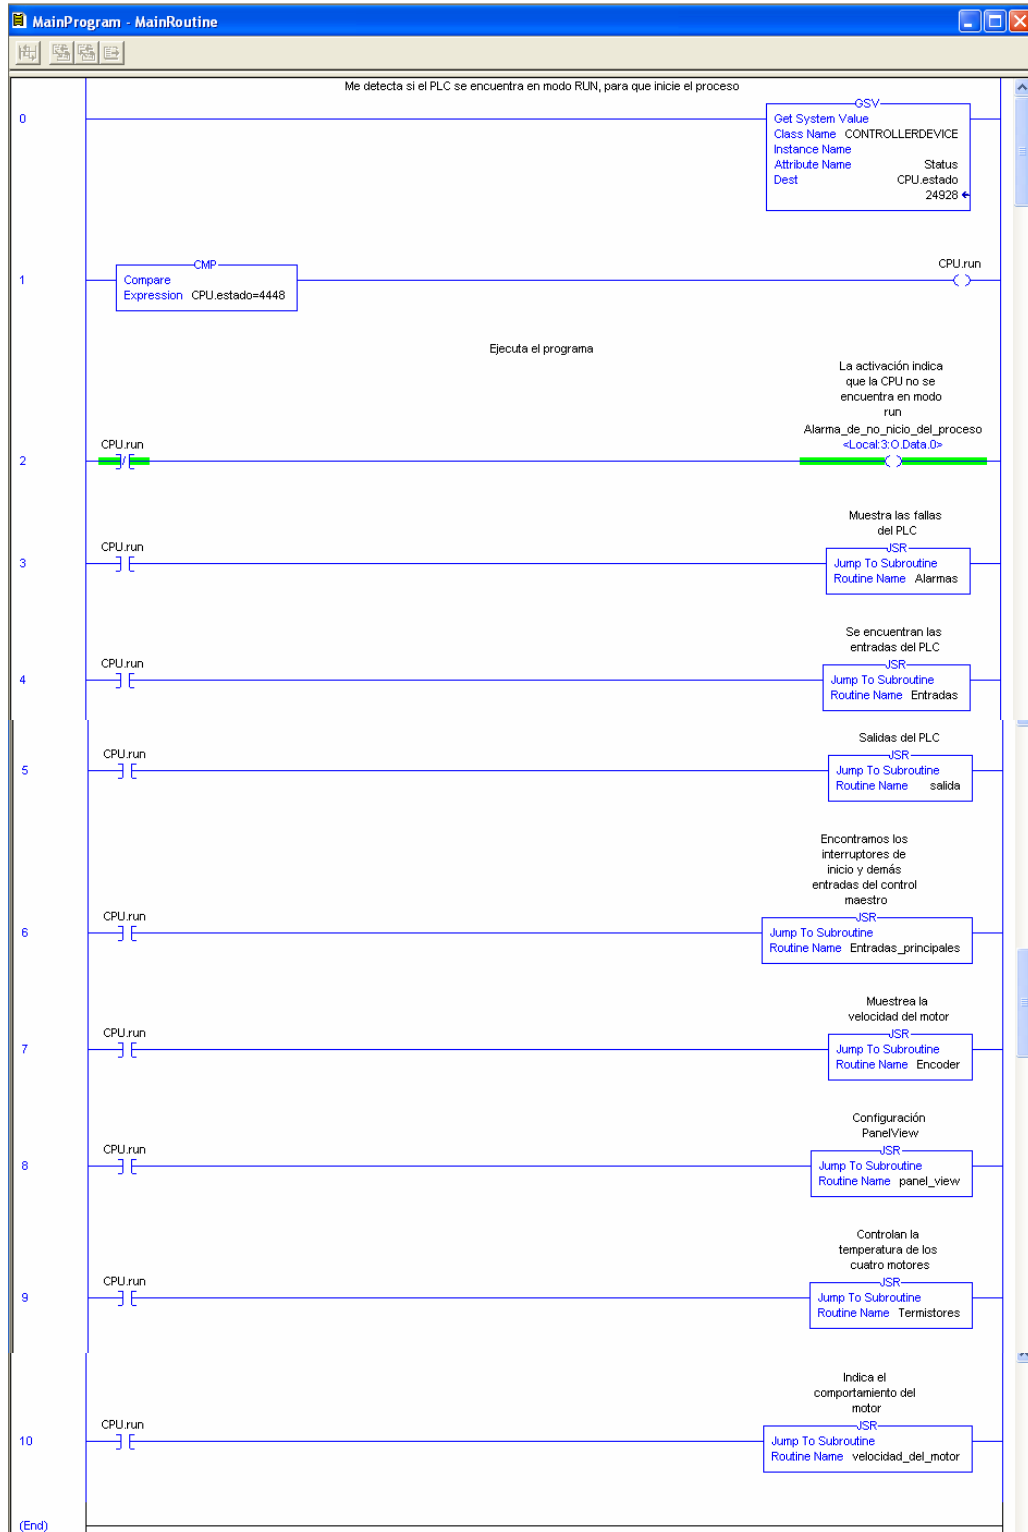 MainProgram - MainRoutine
Me detecta si el PLC se encuentra en modo RUN, para que inicie el proceso
0
GSV
Get System Value
Class Name CONTROLLERDEVICE
Instance Name
Attribute Name Status
Dest CPU.estado
24928
1
CMP
Compare
Expression CPU.estado=4448
CPU.run
Ejecuta el programa
La activación indica
que la CPU no se
encuentra en modo
run
Alarma_de_no_nicio_del_proceso
<Local:3:O.Data.0>
CPU.run
2
Muestra las fallas
del PLC
CPU.run
3
JSR
Jump To Subroutine
Routine Name Alarmas
Se encuentran las
entradas del PLC
CPU.run
4
JSR
Jump To Subroutine
Routine Name Entradas
Salidas del PLC
CPU.run
5
JSR
Jump To Subroutine
Routine Name salida
Encontramos los
interruptores de
inicio y demás
entradas del control
maestro
CPU.run
6
JSR
Jump To Subroutine
Routine Name Entradas_principales
Muestrea la
velocidad del motor
CPU.run
7
JSR
Jump To Subroutine
Routine Name Encoder
Configuración
PanelView
CPU.run
8
JSR
Jump To Subroutine
Routine Name panel_view
Controlan la
temperatura de los
cuatro motores
CPU.run
9
JSR
Jump To Subroutine
Routine Name Termistores
Indica el
comportamiento del
motor
CPU.run
10
JSR
Jump To Subroutine
Routine Name velocidad_del_motor
(End)